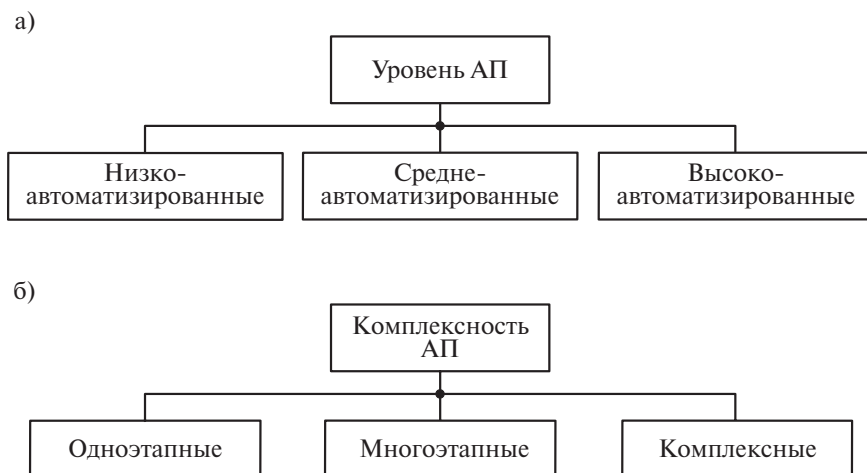 а)
Уровень АП
Низко-
автоматизированные
Средне-
автоматизированные
Высоко-
автоматизированные
б)
Комплексность
АП
Одноэтапные
Многоэтапные
Комплексные